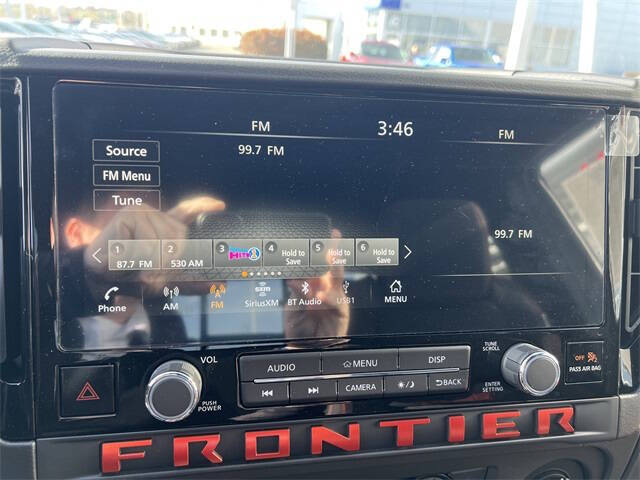 FM 3:46 FM
Source 99.7 FM
FM Menu
Tune
99.7 FM
1 2 3 4 5 6
87.7 FM 530 AM Hits 1 Hold to Save Hold to Save Hold to Save
Phone AM FM SiriusXM BT Audio USB1 MENU
VOL AUDIO MENU DISP TUNE SCROLL
PUSH POWER CAMERA BACK ENTER SETTING
OFF PASS AIR BAG
FRONTIER